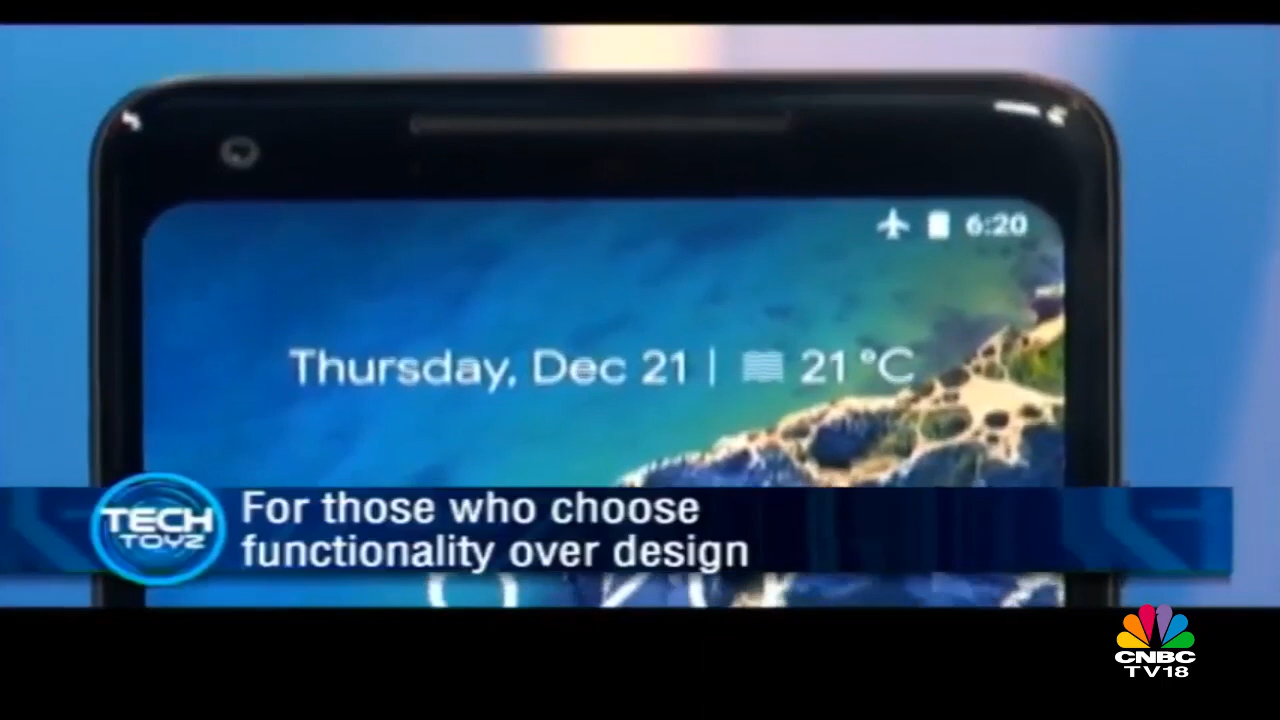 6:20
Thursday, Dec 21 | 21 °C
TECH
TOYZ
For those who choose
functionality over design
CNBC
TV18